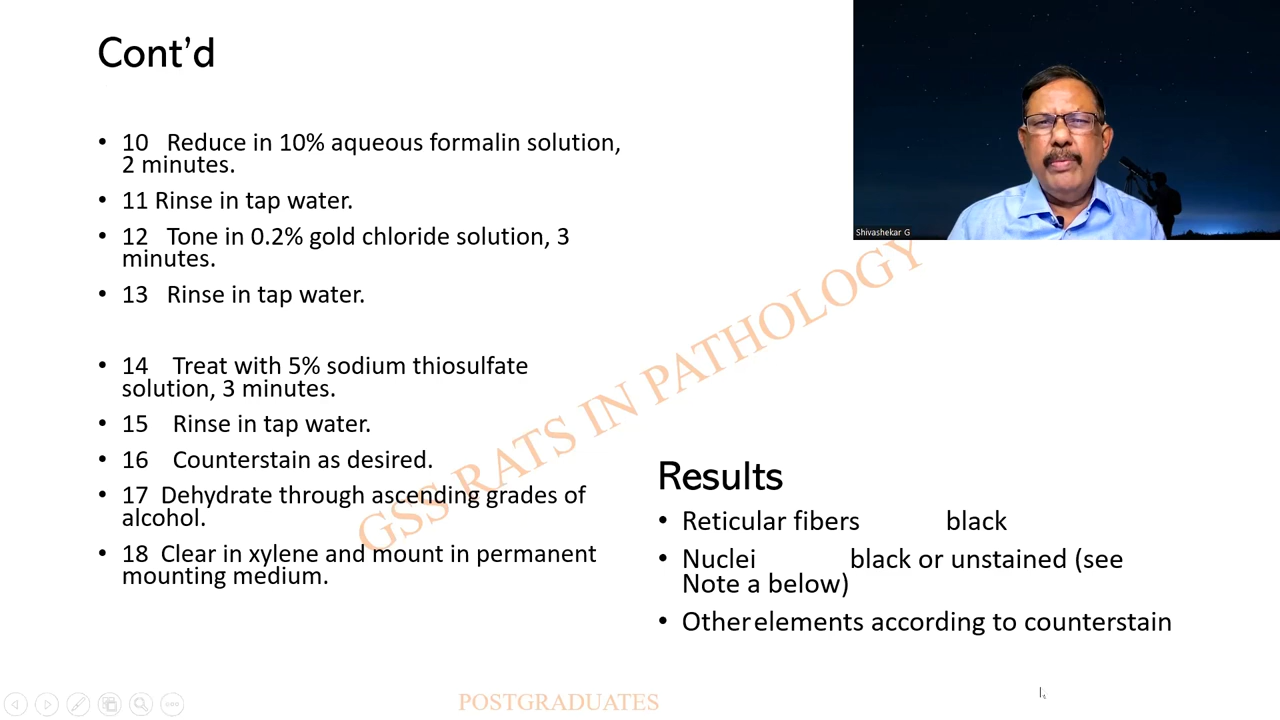 Cont'd
• 10 Reduce in 10% aqueous formalin solution,
2 minutes.
• 11 Rinse in tap water.
• 12 Tone in 0.2% gold chloride solution, 3
minutes.
• 13 Rinse in tap water.
• 14 Treat with 5% sodium thiosulfate
solution, 3 minutes.
• 15 Rinse in tap water.
• 16 Counterstain as desired.
• 17 Dehydrate through ascending grades of
alcohol.
• 18 Clear in xylene and mount in permanent
mounting medium.
Shivashekar G
GSS RATS IN PATHOLOGY
Results
• Reticular fibers black
• Nuclei black or unstained (see
Note a below)
• Other elements according to counterstain
POSTGRADUATES